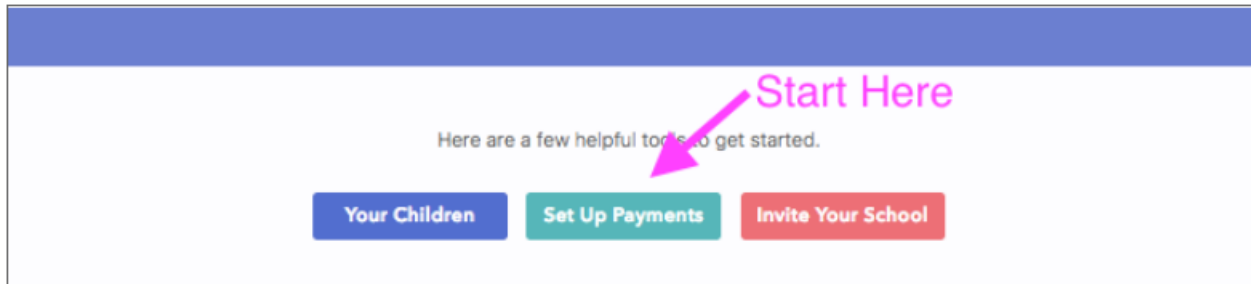 Start Here
Here are a few helpful tools to get started.
Your Children
Set Up Payments
Invite Your School